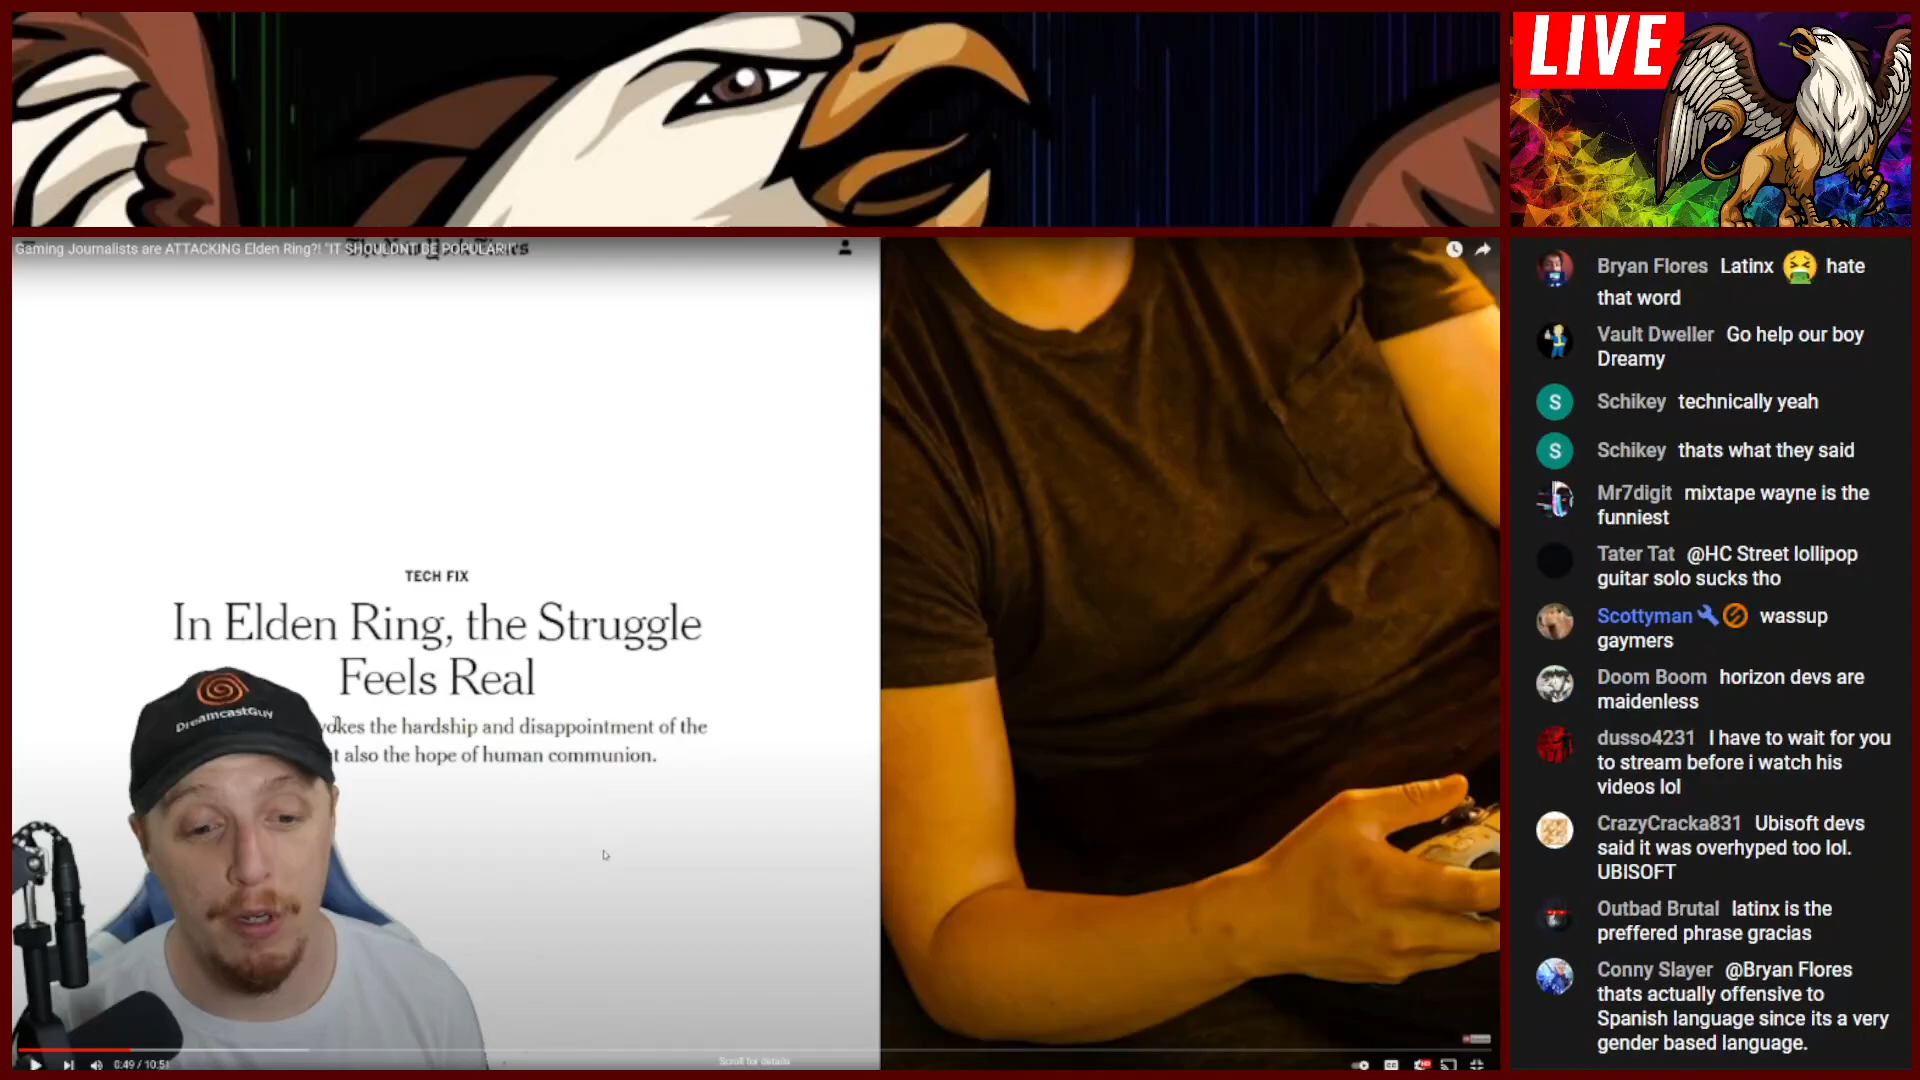 LIVE
Gaming Journalists are ATTACKING Elden Ring?! "IT SHOULDNT BE POPULAR!!"
TECH FIX
In Elden Ring, the Struggle
Feels Real
vokes the hardship and disappointment of the
t also the hope of human communion.
DreamcastGuy
0:49 / 10:51
Scroll for details
Bryan Flores Latinx 🤮 hate
that word
Vault Dweller Go help our boy
Dreamy
S
Schikey technically yeah
S
Schikey thats what they said
Mr7digit mixtape wayne is the
funniest
Tater Tat @HC Street lollipop
guitar solo sucks tho
Scottyman wassup
gaymers
Doom Boom horizon devs are
maidenless
dusso4231 I have to wait for you
to stream before i watch his
videos lol
CrazyCracka831 Ubisoft devs
said it was overhyped too lol.
UBISOFT
Outbad Brutal latinx is the
preffered phrase gracias
Conny Slayer @Bryan Flores
thats actually offensive to
Spanish language since its a very
gender based language.